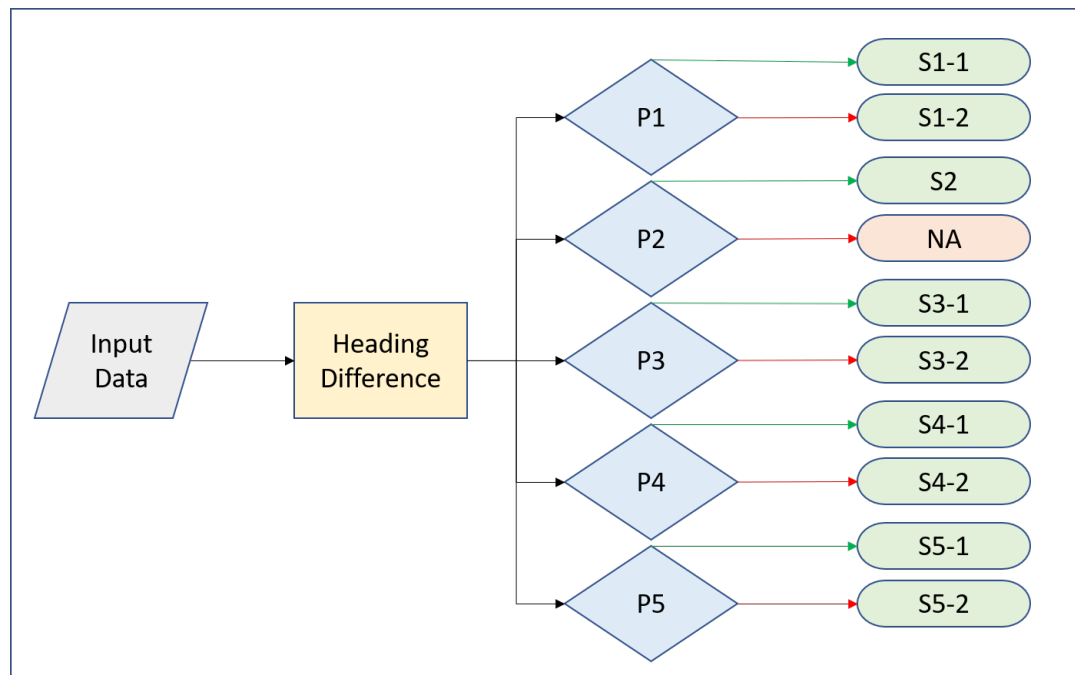 Input
Data
Heading
Difference
P1
P2
P3
P4
P5
S1-1
S1-2
S2
NA
S3-1
S3-2
S4-1
S4-2
S5-1
S5-2